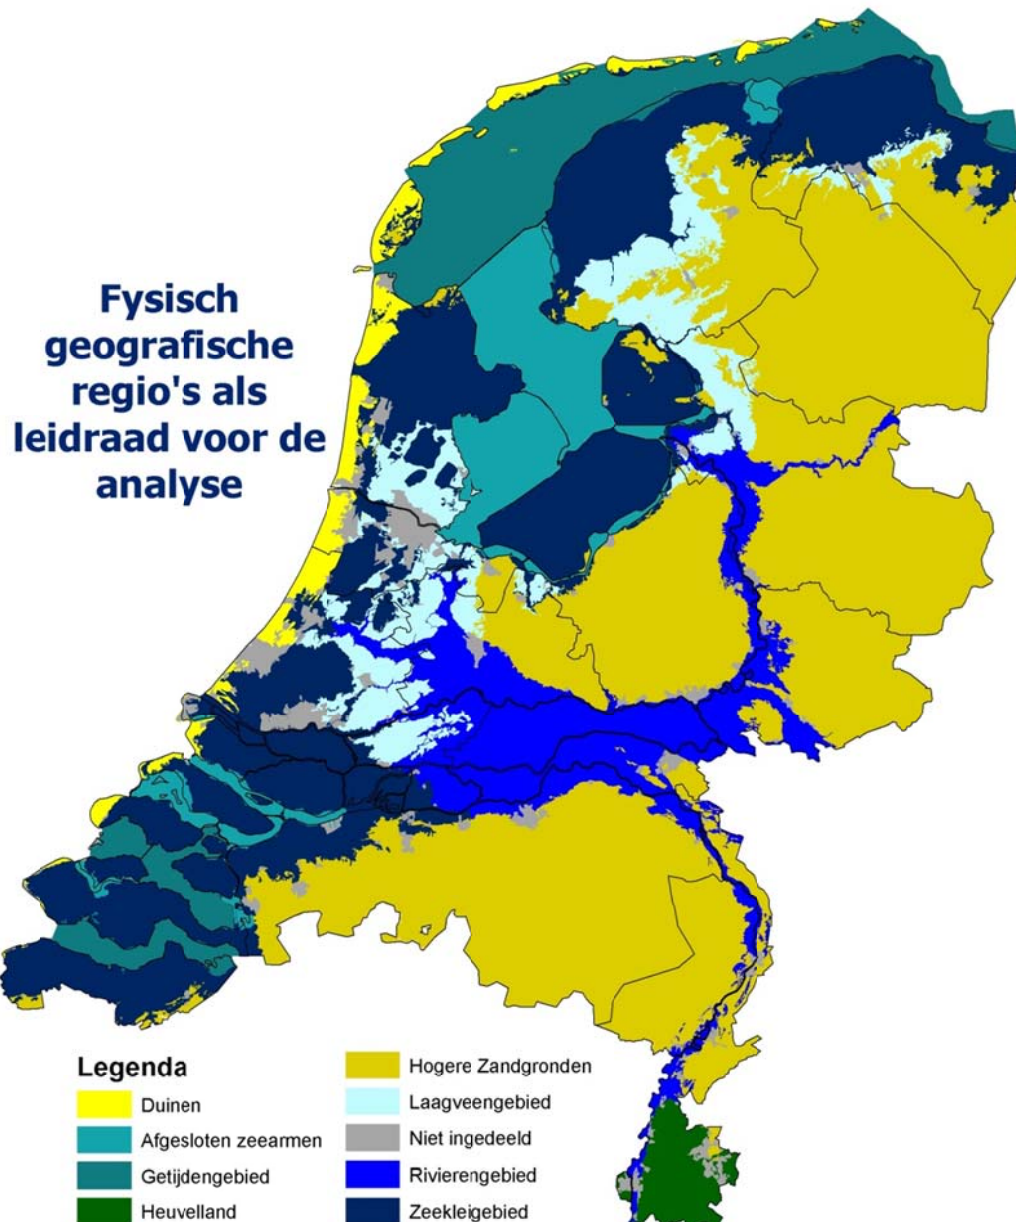 Fysisch
geografische
regio's als
leidraad voor de
analyse
Legenda
Duinen
Afgesloten zeearmen
Getijdengebied
Heuvelland
Hogere Zandgronden
Laagveengebied
Niet ingedeeld
Rivierengebied
Zeekleigebied